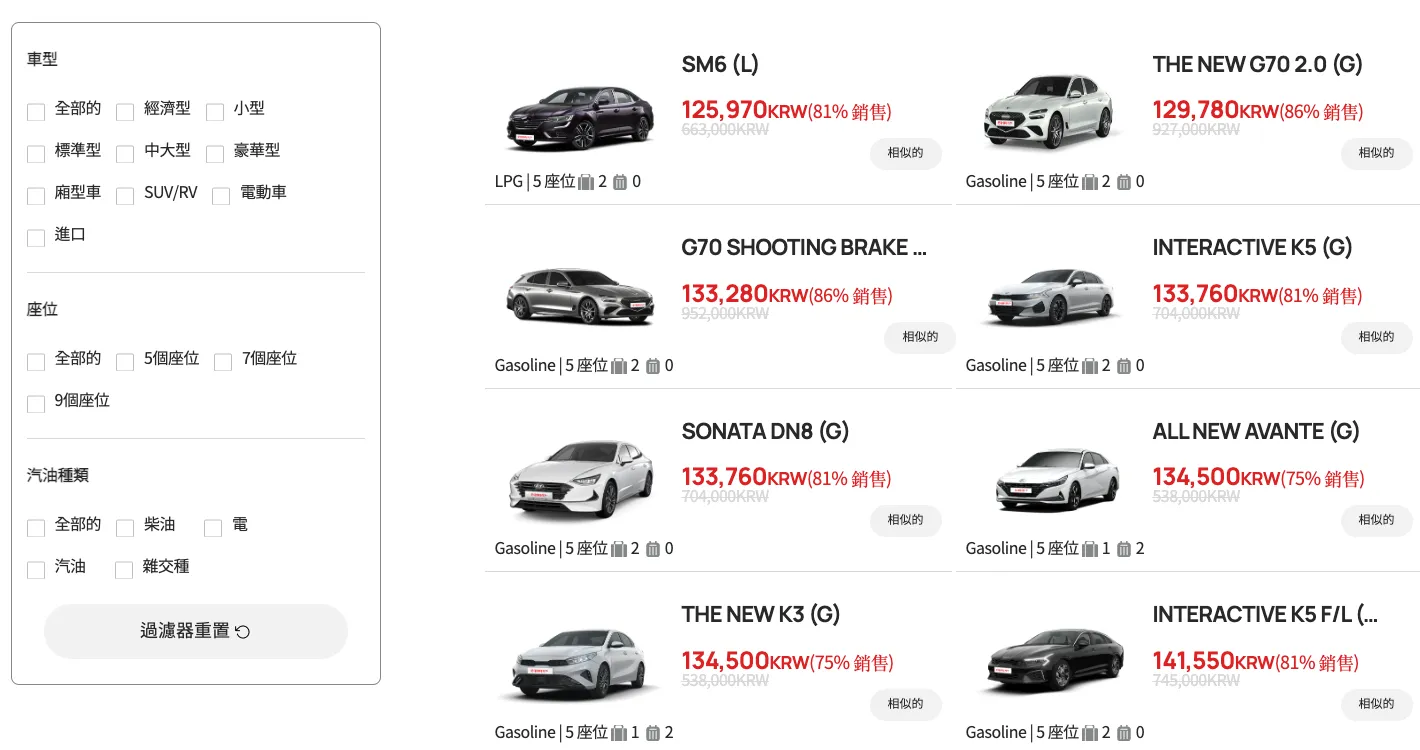 車型
全部的 經濟型 小型
標準型 中大型 豪華型
廂型車 SUV/RV 電動車
進口
座位
全部的 5個座位 7個座位
9個座位
汽油種類
全部的 柴油 電
汽油 雜交種
過濾器重置
SM6 (L)
125,970KRW(81% 銷售)
663,000KRW
相似的
LPG | 5 座位 2 0
THE NEW G70 2.0 (G)
129,780KRW(86% 銷售)
927,000KRW
相似的
Gasoline | 5 座位 2 0
G70 SHOOTING BRAKE ...
133,280KRW(86% 銷售)
952,000KRW
相似的
Gasoline | 5 座位 2 0
INTERACTIVE K5 (G)
133,760KRW(81% 銷售)
704,000KRW
相似的
Gasoline | 5 座位 2 0
SONATA DN8 (G)
133,760KRW(81% 銷售)
704,000KRW
相似的
Gasoline | 5 座位 2 0
ALL NEW AVANTE (G)
134,500KRW(75% 銷售)
538,000KRW
相似的
Gasoline | 5 座位 1 2
THE NEW K3 (G)
134,500KRW(75% 銷售)
538,000KRW
相似的
Gasoline | 5 座位 1 2
INTERACTIVE K5 F/L (...
141,550KRW(81% 銷售)
745,000KRW
相似的
Gasoline | 5 座位 2 0